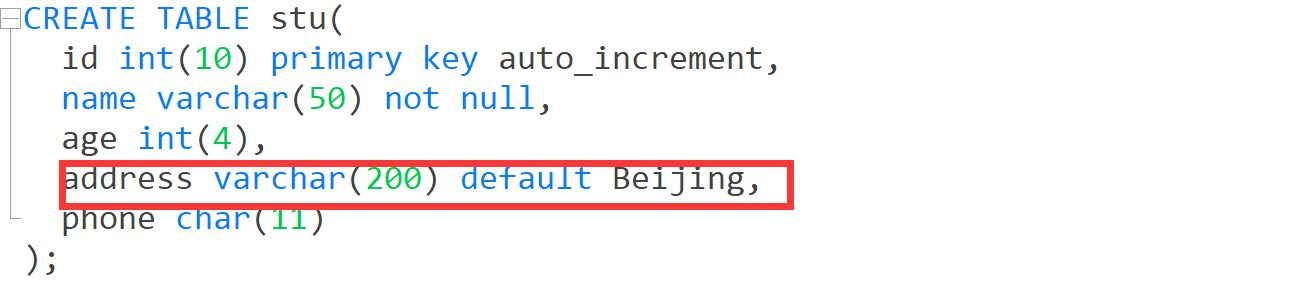 CREATE TABLE stu(
id int(10) primary key auto_increment,
name varchar(50) not null,
age int(4),
address varchar(200) default Beijing,
phone char(11)
);